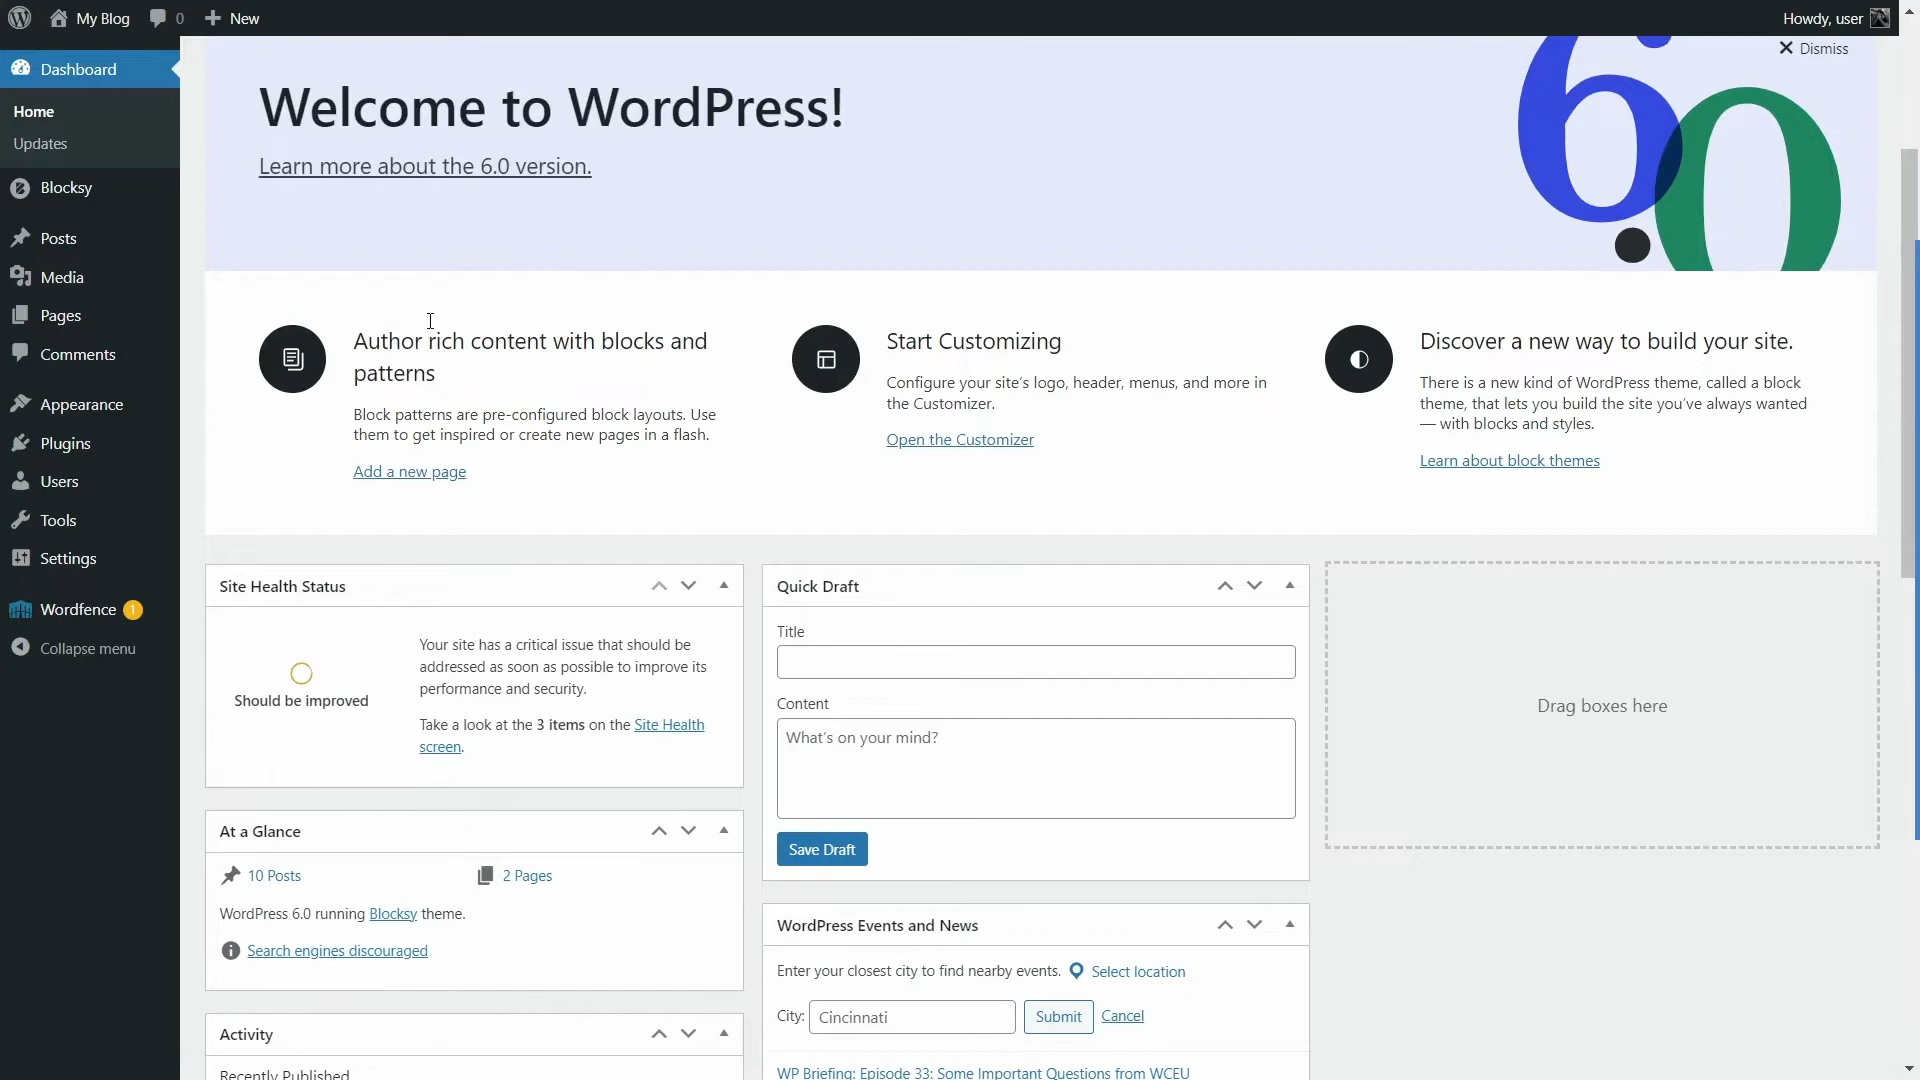 My Blog
0
New
Howdy, user
Dashboard
Home
Updates
Blocksy
Posts
Media
Pages
Comments
Appearance
Plugins
Users
Tools
Settings
Wordfence 1
Collapse menu
Dismiss
Welcome to WordPress!
Learn more about the 6.0 version.
6.0
Author rich content with blocks and
patterns
Block patterns are pre-configured block layouts. Use
them to get inspired or create new pages in a flash.
Add a new page
Start Customizing
Configure your site's logo, header, menus, and more in
the Customizer.
Open the Customizer
Discover a new way to build your site.
There is a new kind of WordPress theme, called a block
theme, that lets you build the site you've always wanted
— with blocks and styles.
Learn about block themes
Site Health Status
Should be improved
Your site has a critical issue that should be
addressed as soon as possible to improve its
performance and security.
Take a look at the 3 items on the Site Health
screen.
At a Glance
10 Posts
2 Pages
WordPress 6.0 running Blocksy theme.
Search engines discouraged
Activity
Recently Published
Quick Draft
Title
Content
What's on your mind?
Save Draft
WordPress Events and News
Enter your closest city to find nearby events.
Select location
City:
Cincinnati
Submit
Cancel
WP Briefing: Episode 33: Some Important Questions from WCEU
Drag boxes here